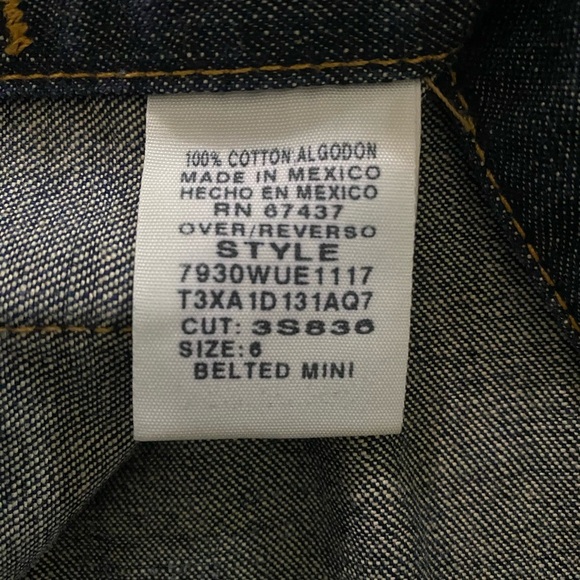 100% COTTON:ALGODON
MADE IN MEXICO
HECHO EN MEXICO
RN 67437
OVER/REVERSO
STYLE
7930WUE1117
T3XA1D131AQ7
CUT: 3S836
SIZE:6
BELTED MINI